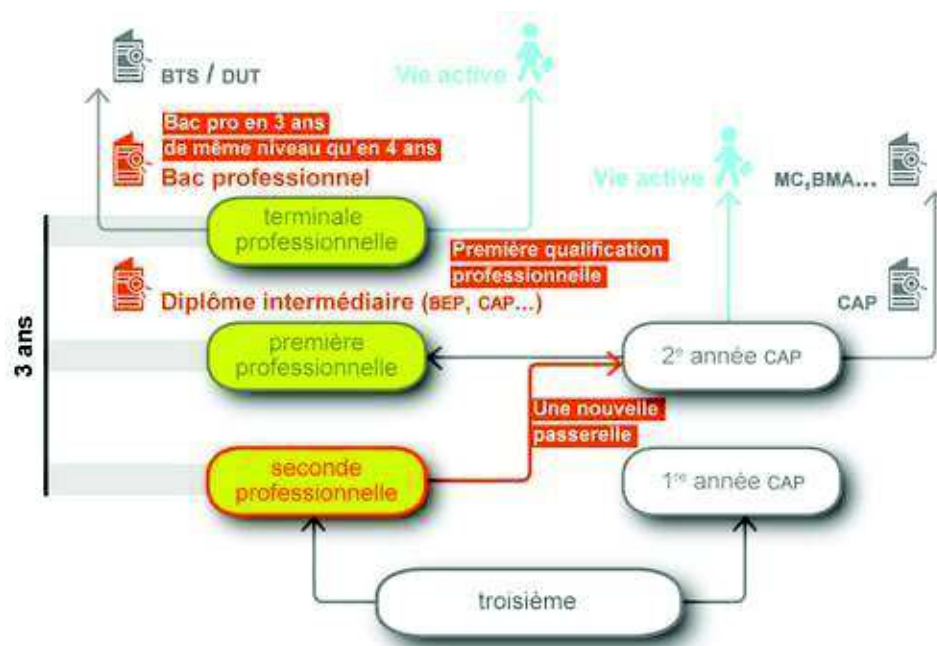 BTS / DUT
Vie active
Bac pro en 3 ans
de même niveau qu'en 4 ans
Bac professionnel
Vie active
MC,BMA...
terminale
professionnelle
Première qualification
professionnelle
Diplôme intermédiaire (BEP, CAP...)
CAP
3 ans
première
professionnelle
2e année CAP
Une nouvelle
passerelle
seconde
professionnelle
1re année CAP
troisième